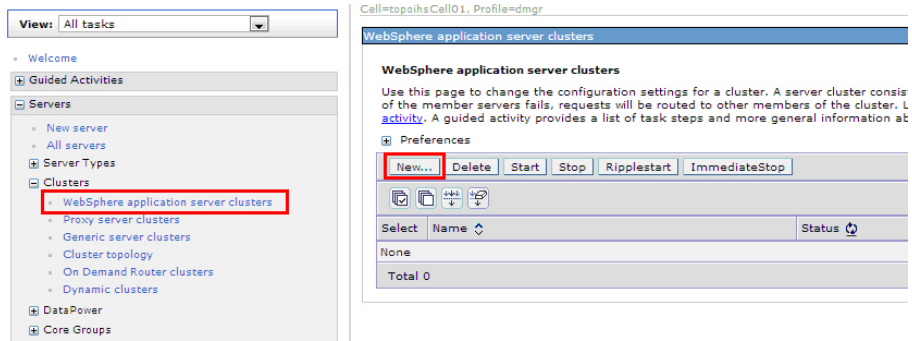 View: All tasks
Welcome
Guided Activities
Servers
New server
All servers
Server Types
Clusters
WebSphere application server clusters
Proxy server clusters
Generic server clusters
Cluster topology
On Demand Router clusters
Dynamic clusters
DataPower
Core Groups
Cell=topoihsCell01, Profile=dmgr
WebSphere application server clusters
WebSphere application server clusters
Use this page to change the configuration settings for a cluster. A server cluster consis
of the member servers fails, requests will be routed to other members of the cluster. L
activity. A guided activity provides a list of task steps and more general information ab
Preferences
New... Delete Start Stop Ripplestart ImmediateStop
Select Name Status
None
Total 0